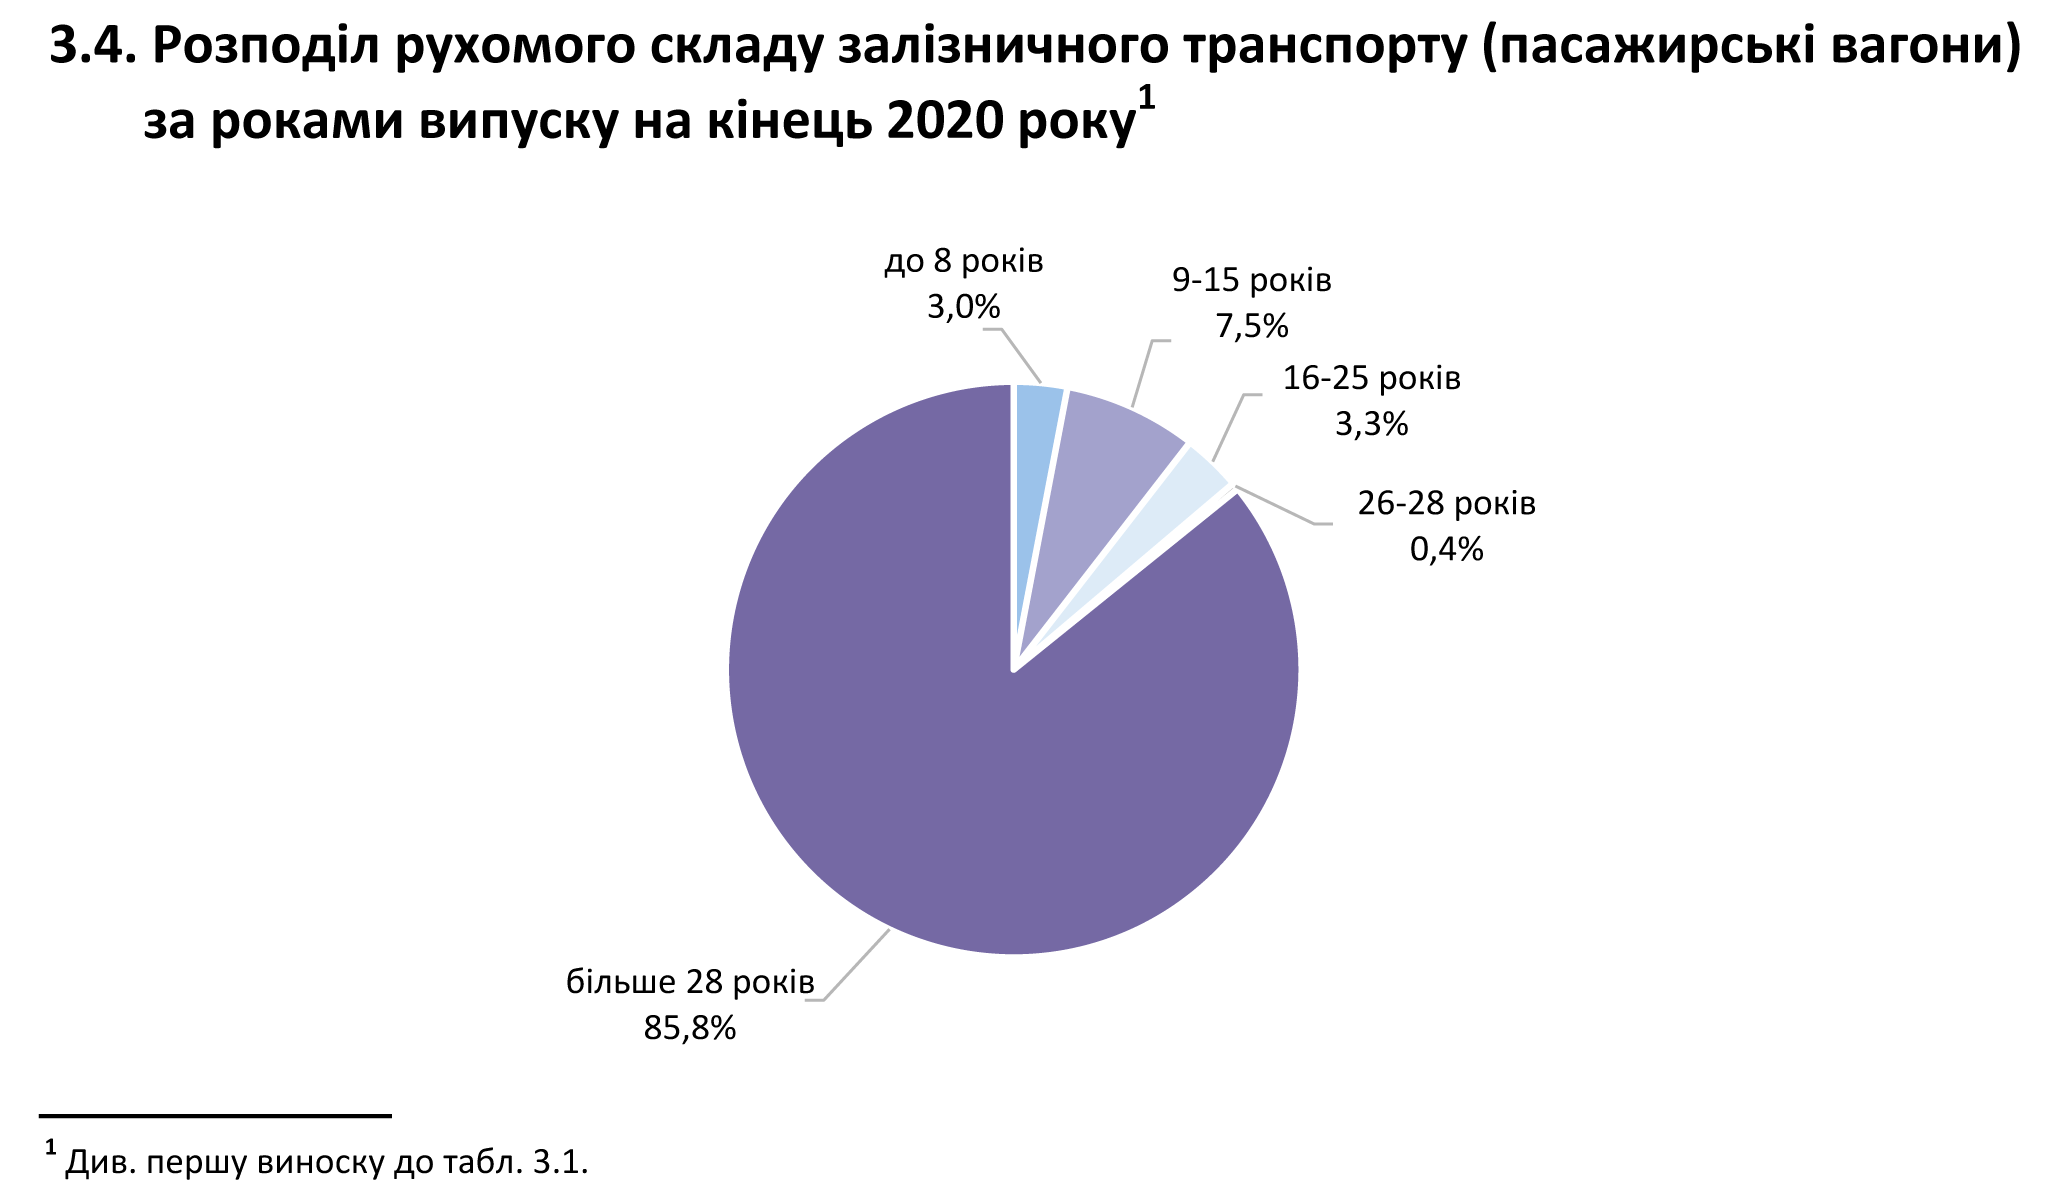 3.4. Розподіл рухомого складу залізничного транспорту (пасажирські вагони)
за роками випуску на кінець 2020 року¹
до 8 років
3,0%
9-15 років
7,5%
16-25 років
3,3%
26-28 років
0,4%
більше 28 років
85,8%
¹ Див. першу виноску до табл. 3.1.